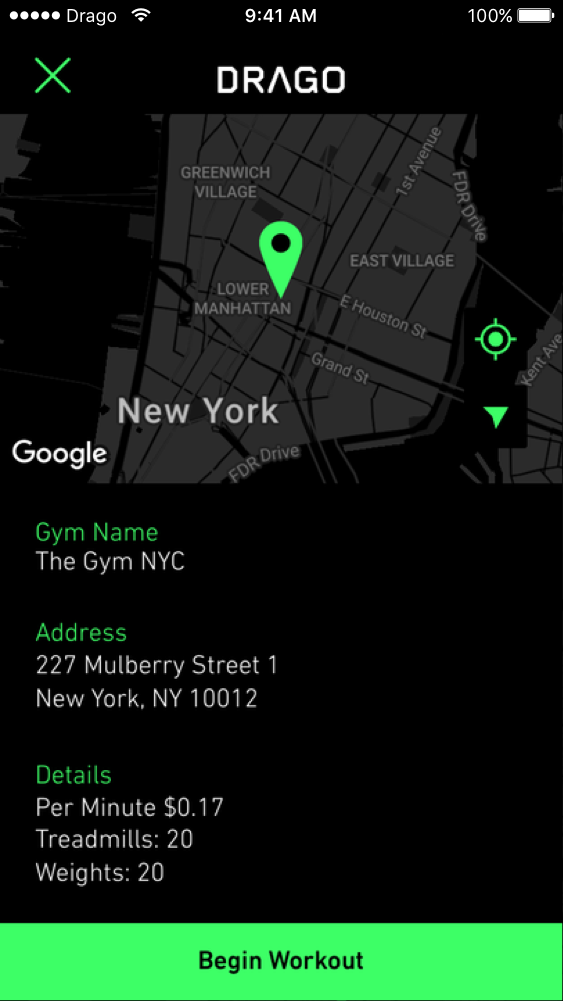 Drago 9:41 AM 100%
DRAGO
GREENWICH
VILLAGE
1st Avenue
FDR Drive
EAST VILLAGE
LOWER
MANHATTAN
E Houston St
Grand St
Kent Ave
New York
Google
FDR Drive
Gym Name
The Gym NYC
Address
227 Mulberry Street 1
New York, NY 10012
Details
Per Minute $0.17
Treadmills: 20
Weights: 20
Begin Workout